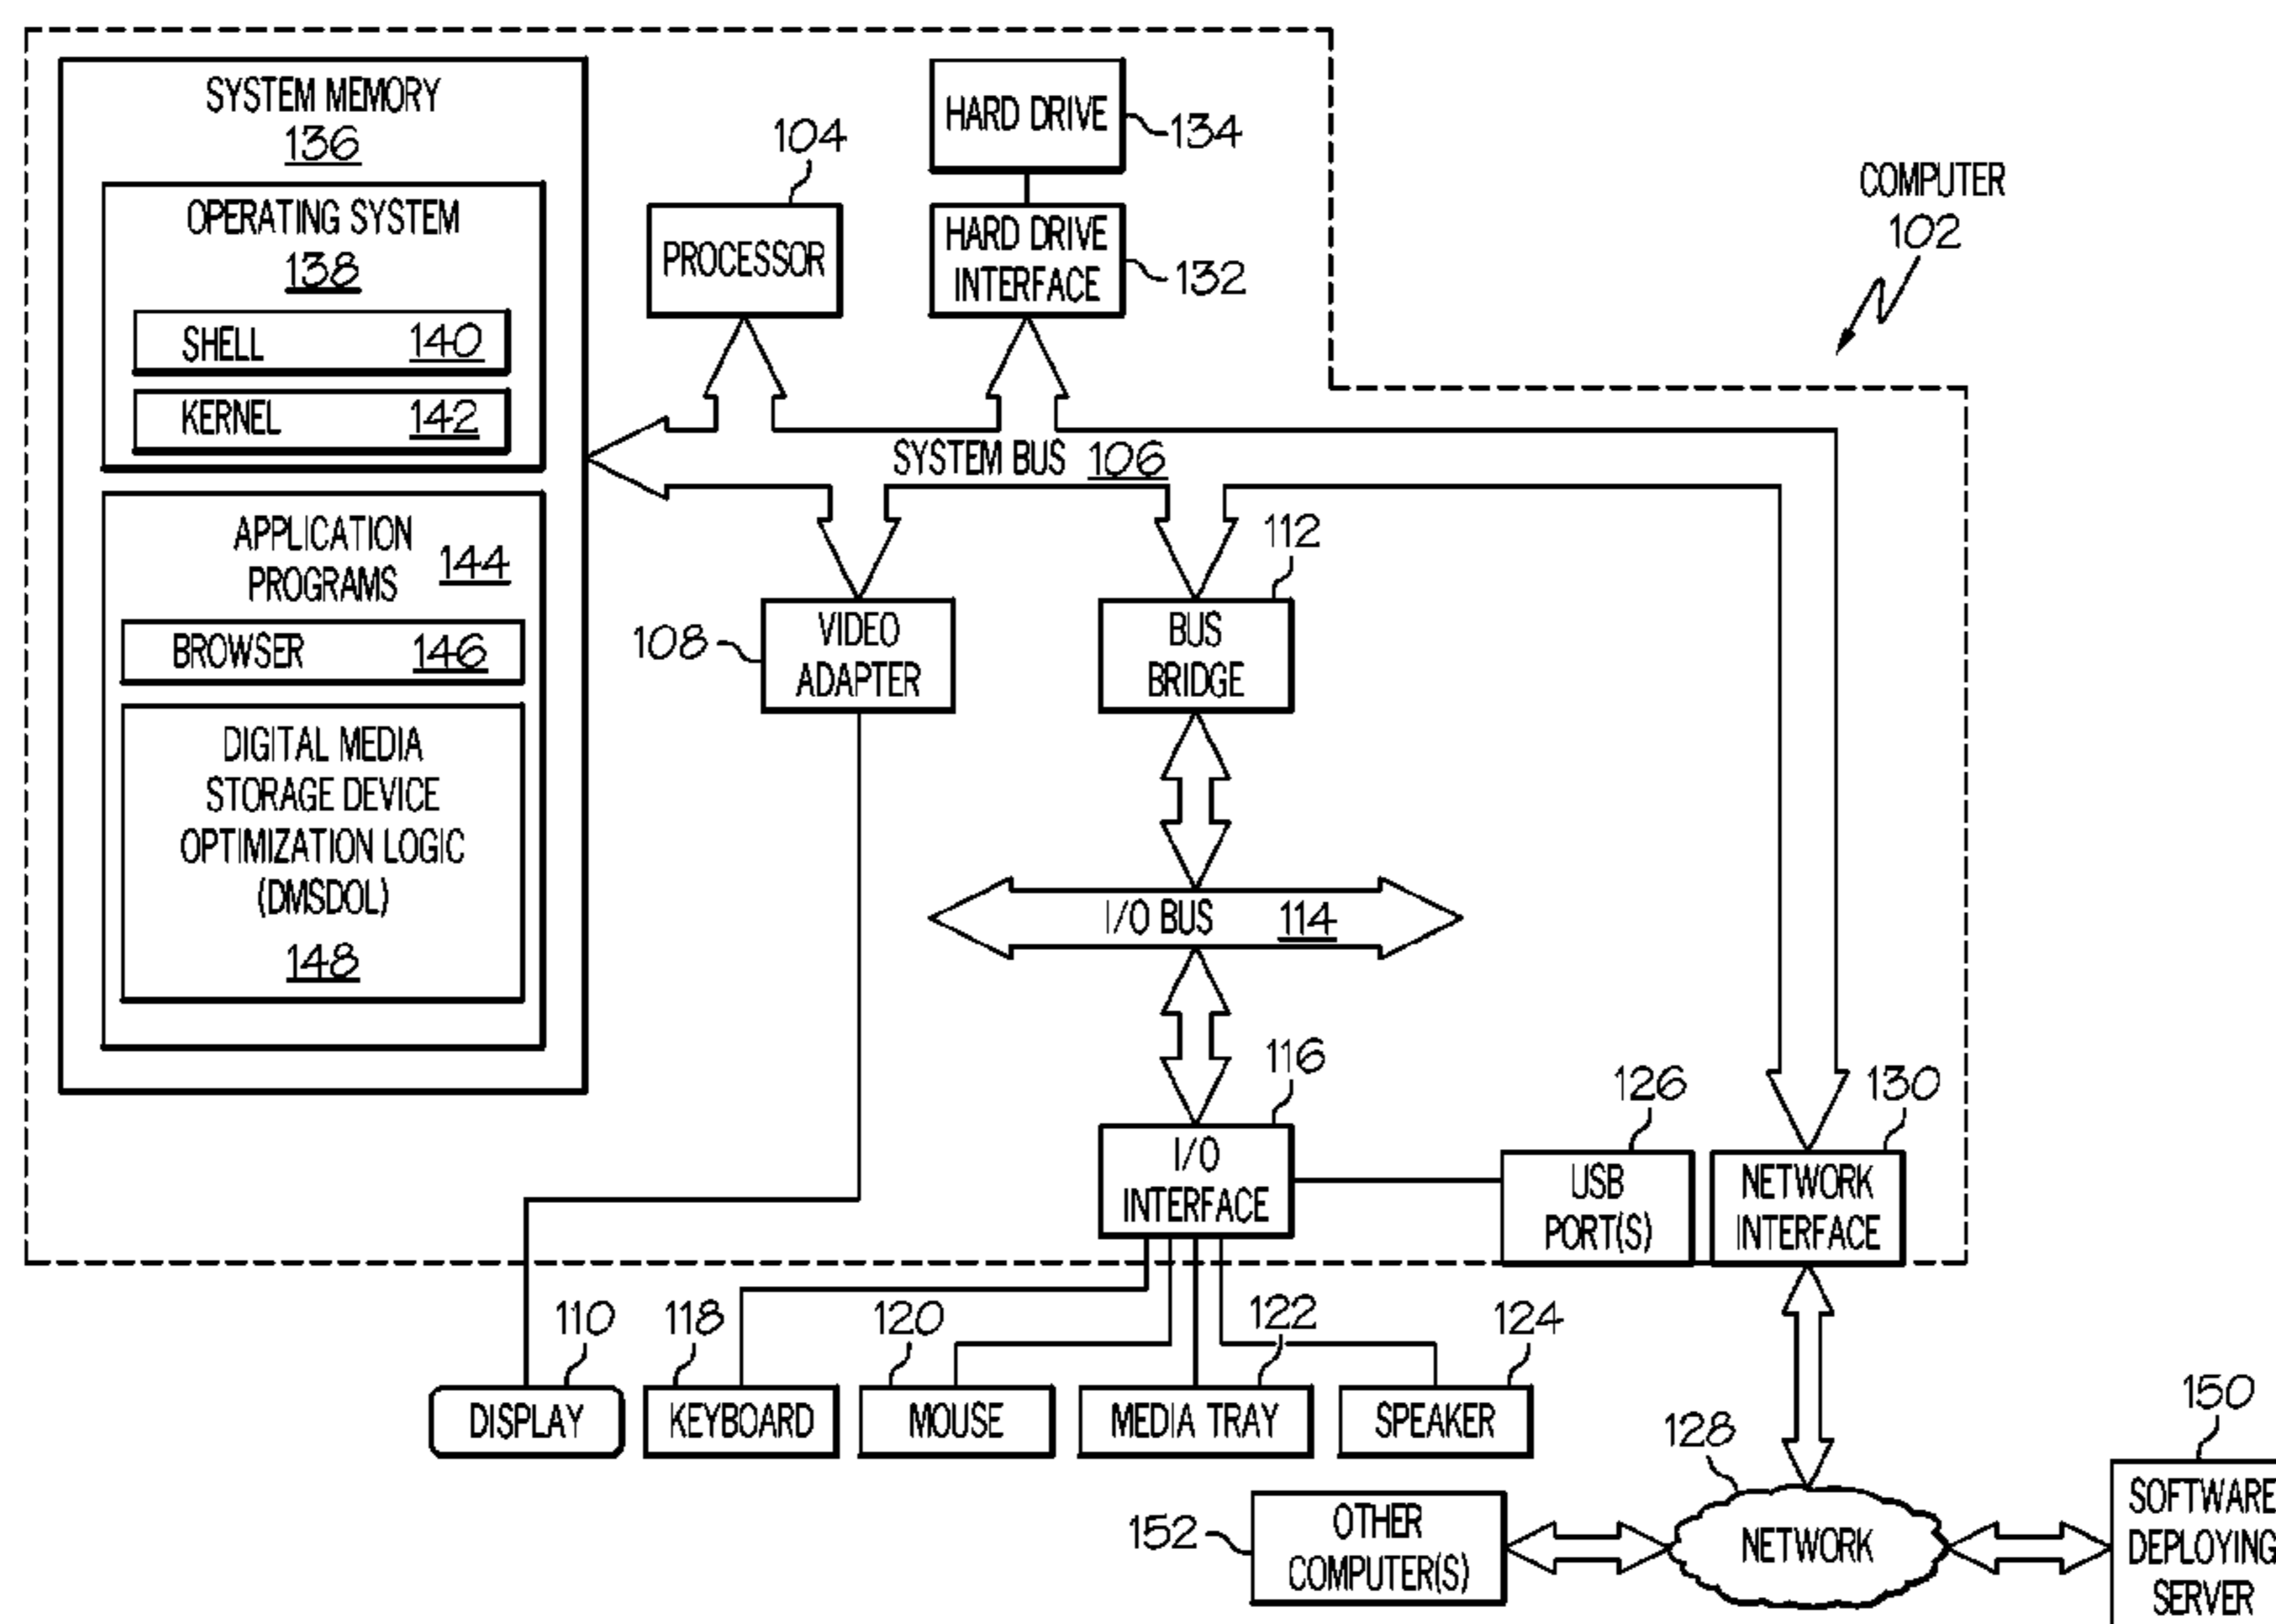 SYSTEM MEMORY
136
OPERATING SYSTEM
138
SHELL 140
KERNEL 142
APPLICATION
PROGRAMS
144
BROWSER 146
DIGITAL MEDIA
STORAGE DEVICE
OPTIMIZATION LOGIC
(DMSDOL)
148
104
PROCESSOR
HARD DRIVE
134
HARD DRIVE
INTERFACE
132
COMPUTER
102
SYSTEM BUS 106
108
VIDEO
ADAPTER
112
BUS
BRIDGE
I/O BUS 114
116
I/O
INTERFACE
126
USB
PORT(S)
130
NETWORK
INTERFACE
110
DISPLAY
118
KEYBOARD
120
MOUSE
122
MEDIA TRAY
124
SPEAKER
152
OTHER
COMPUTER(S)
128
NETWORK
150
SOFTWARE
DEPLOYING
SERVER